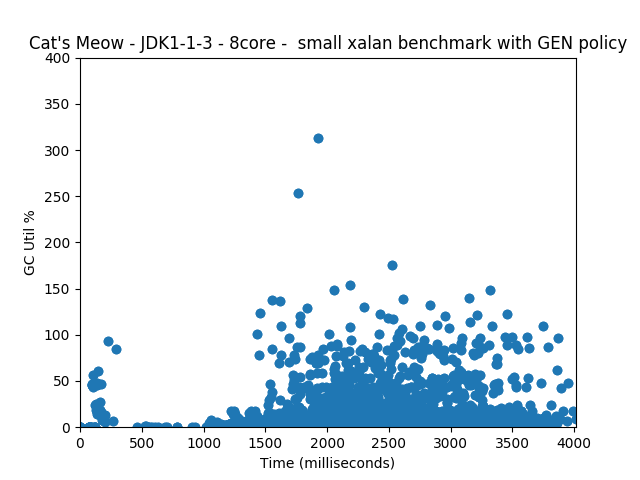 Cat's Meow - JDK1-1-3 - 8core -  small xalan benchmark with GEN policy
400
350
300
250
200
150
100
50
0
GC Util %
0 500 1000 1500 2000 2500 3000 3500 4000
Time (milliseconds)